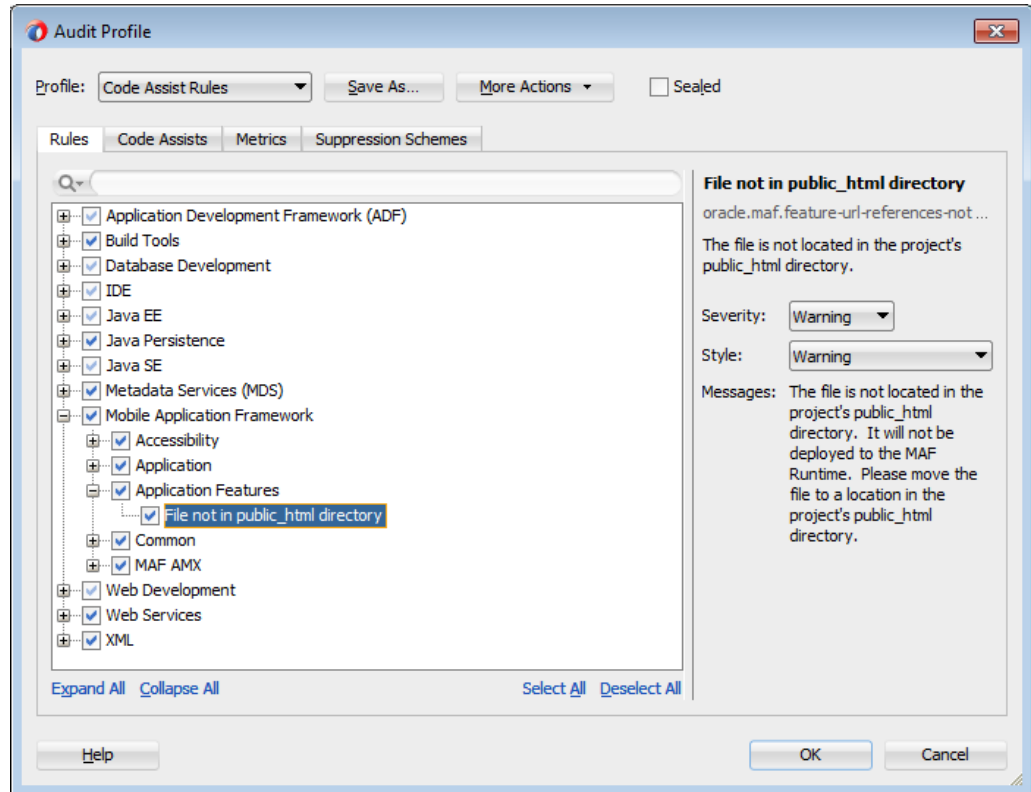 Audit Profile
Profile: Code Assist Rules Save As... More Actions Sealed
Rules Code Assists Metrics Suppression Schemes
Application Development Framework (ADF)
Build Tools
Database Development
IDE
Java EE
Java Persistence
Java SE
Metadata Services (MDS)
Mobile Application Framework
Accessibility
Application
Application Features
File not in public_html directory
Common
MAF AMX
Web Development
Web Services
XML
Expand All Collapse All Select All Deselect All
File not in public_html directory
oracle.maf.feature-url-references-not ...
The file is not located in the project's
public_html directory.
Severity: Warning
Style: Warning
Messages: The file is not located in the
project's public_html
directory. It will not be
deployed to the MAF
Runtime. Please move the
file to a location in the
project's public_html
directory.
Help OK Cancel